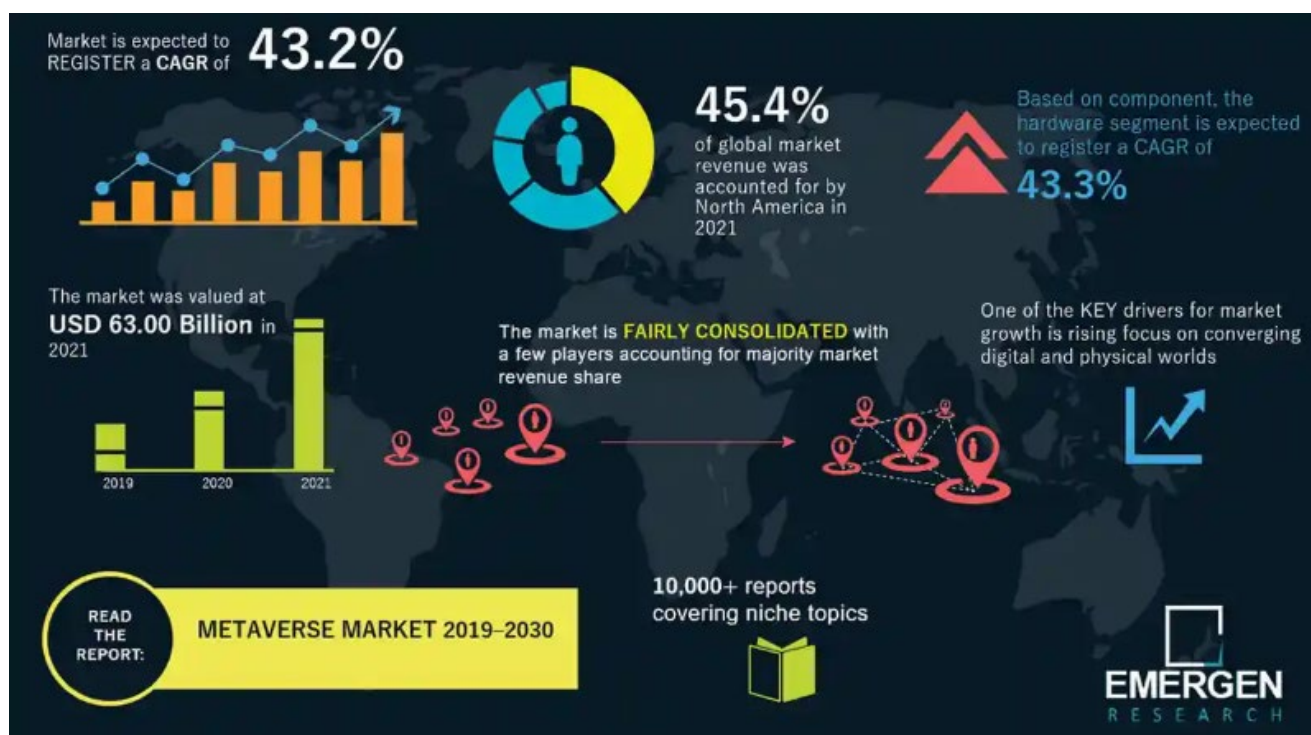 Market is expected to
REGISTER a CAGR of
43.2%
45.4%
of global market
revenue was
accounted for by
North America in
2021
Based on component, the
hardware segment is expected
to register a CAGR of
43.3%
The market was valued at
USD 63.00 Billion in
2021
2019
2020
2021
The market is FAIRLY CONSOLIDATED with
a few players accounting for majority market
revenue share
One of the KEY drivers for market
growth is rising focus on converging
digital and physical worlds
READ
THE
REPORT:
METAVERSE MARKET 2019–2030
10,000+ reports
covering niche topics
EMERGEN
RESEARCH